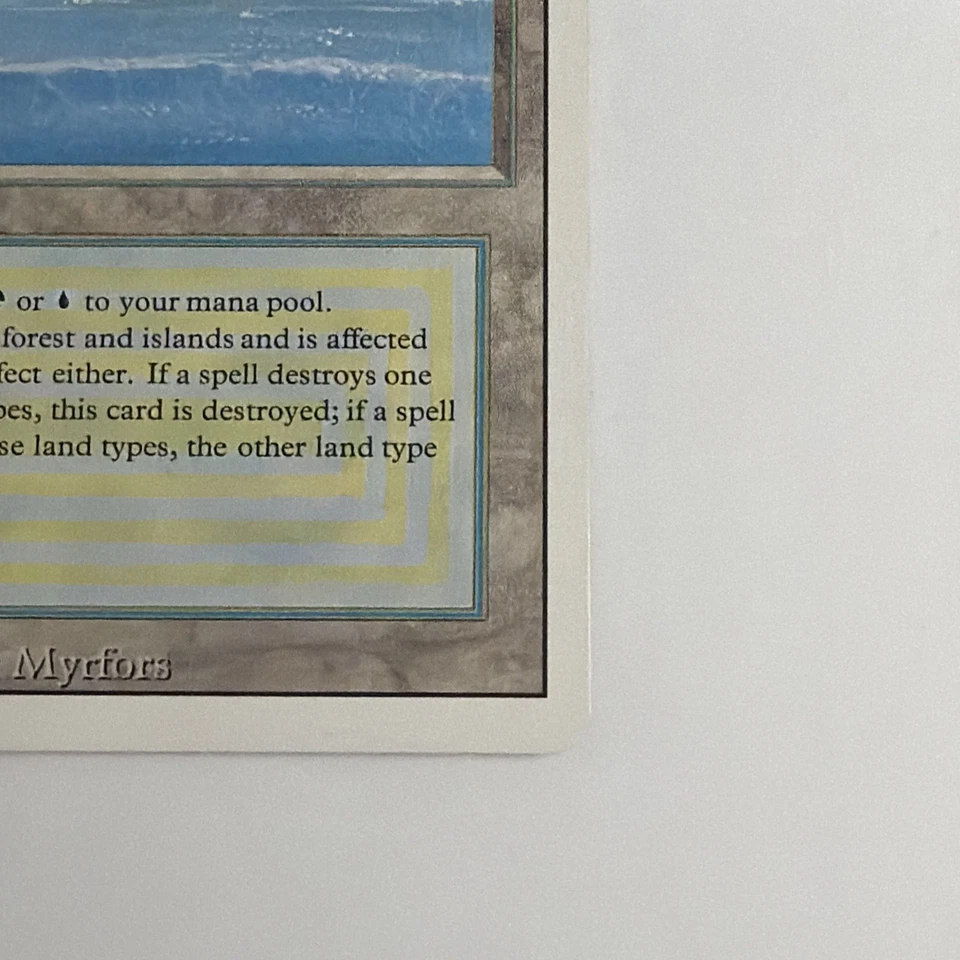 or to your mana pool.
forest and islands and is affected
fect either. If a spell destroys one
pes, this card is destroyed; if a spell
se land types, the other land type
Myrfors